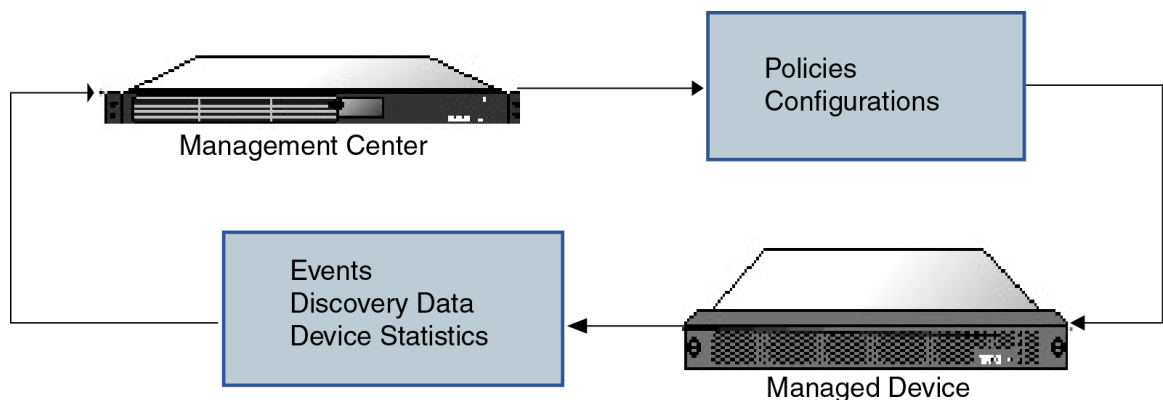 Management Center
Policies
Configurations
Events
Discovery Data
Device Statistics
Managed Device